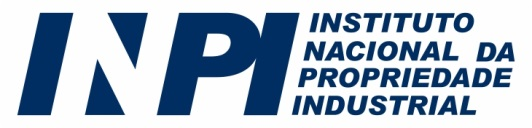 INPI
INSTITUTO
NACIONAL DA
PROPRIEDADE
INDUSTRIAL